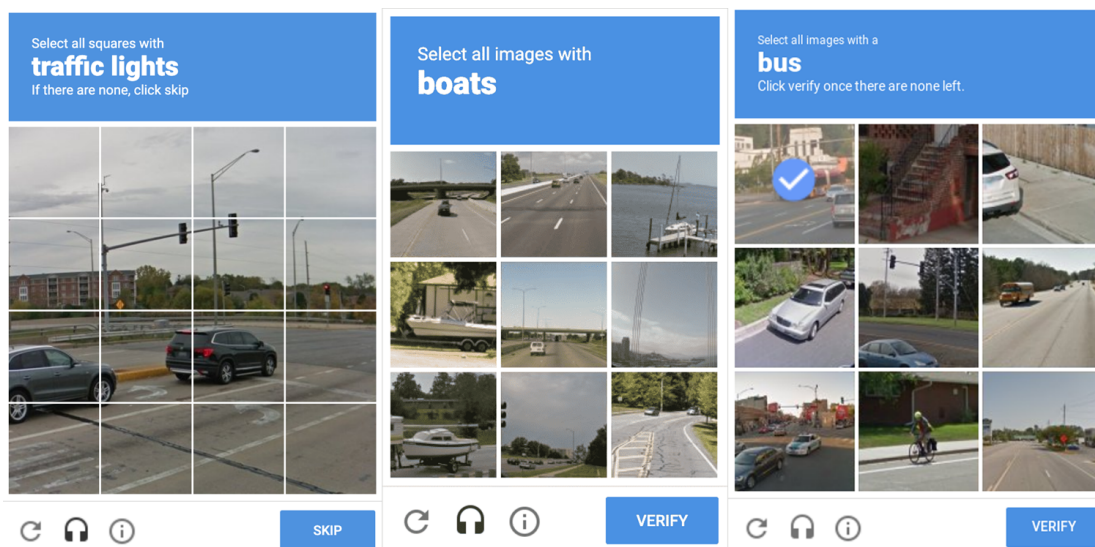 Select all squares with
traffic lights
If there are none, click skip
SKIP
Select all images with
boats
VERIFY
Select all images with a
bus
Click verify once there are none left.
VERIFY